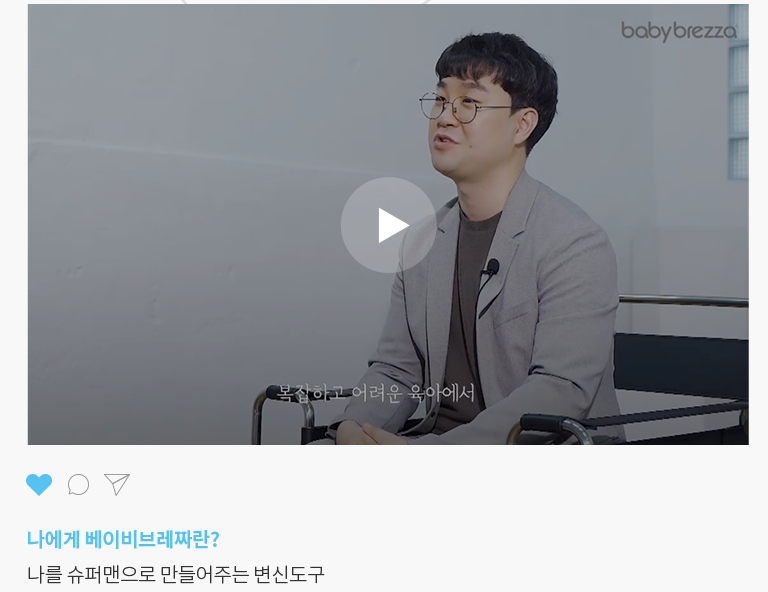 babybrezza
복잡하고 어려운 육아에서
나에게 베이비브레짜란?
나를 슈퍼맨으로 만들어주는 변신도구